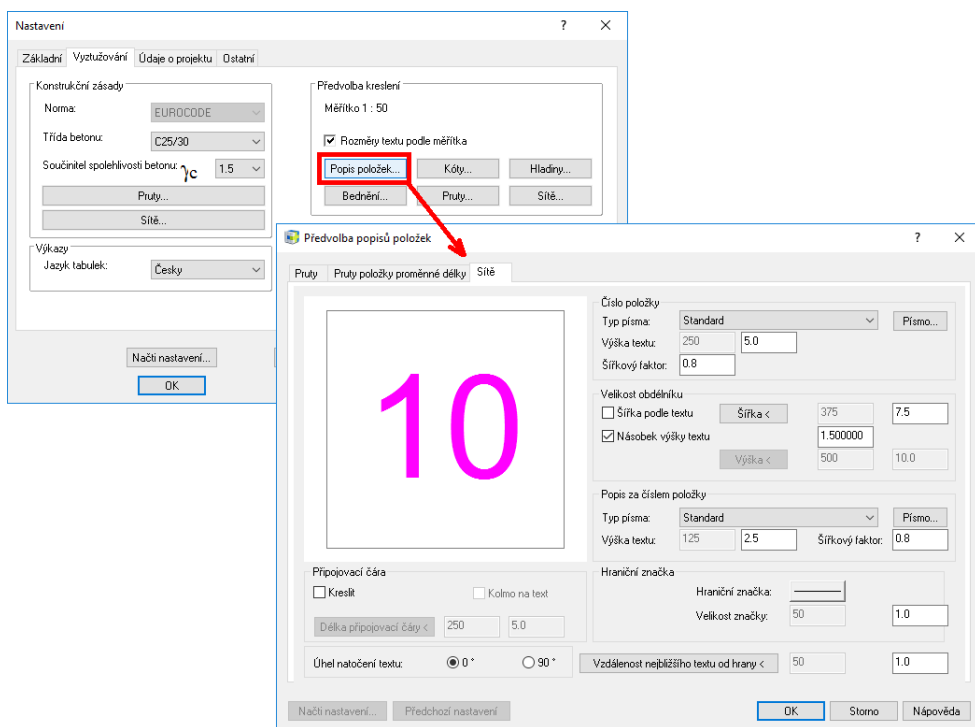 Nastavení ? ×
Základní Vyztužování Údaje o projektu Ostatní
Konstrukční zásady
Norma: EUROCODE
Třída betonu: C25/30
Součinitel spolehlivosti betonu: γc 1.5
Pruty...
Sítě...
Výkazy
Jazyk tabulek: Česky
Předvolba kreslení
Měřítko 1 : 50
Rozměry textu podle měřítka
Popis položek... Kóty... Hladiny...
Bednění... Pruty... Sítě...
Načti nastavení...
OK
Předvolba popisů položek ? ×
Pruty Pruty položky proměnné délky Sítě
10
Číslo položky
Typ písma: Standard Písmo...
Výška textu: 250 5.0
Šířkový faktor: 0.8
Velikost obdélníku
Šířka podle textu Šířka < 375 7.5
Násobek výšky textu 1.500000
Výška < 500 10.0
Popis za číslem položky
Typ písma: Standard Písmo...
Výška textu: 125 2.5 Šířkový faktor: 0.8
Připojovací čára
Kreslit Kolmo na text
Délka připojovací čáry < 250 5.0
Hraniční značka
Hraniční značka:
Velikost značky: 50 1.0
Úhel natočení textu: 0 ° 90 °
Vzdálenost nejbližšího textu od hrany < 50 1.0
Načti nastavení... Předchozí nastavení OK Storno Nápověda